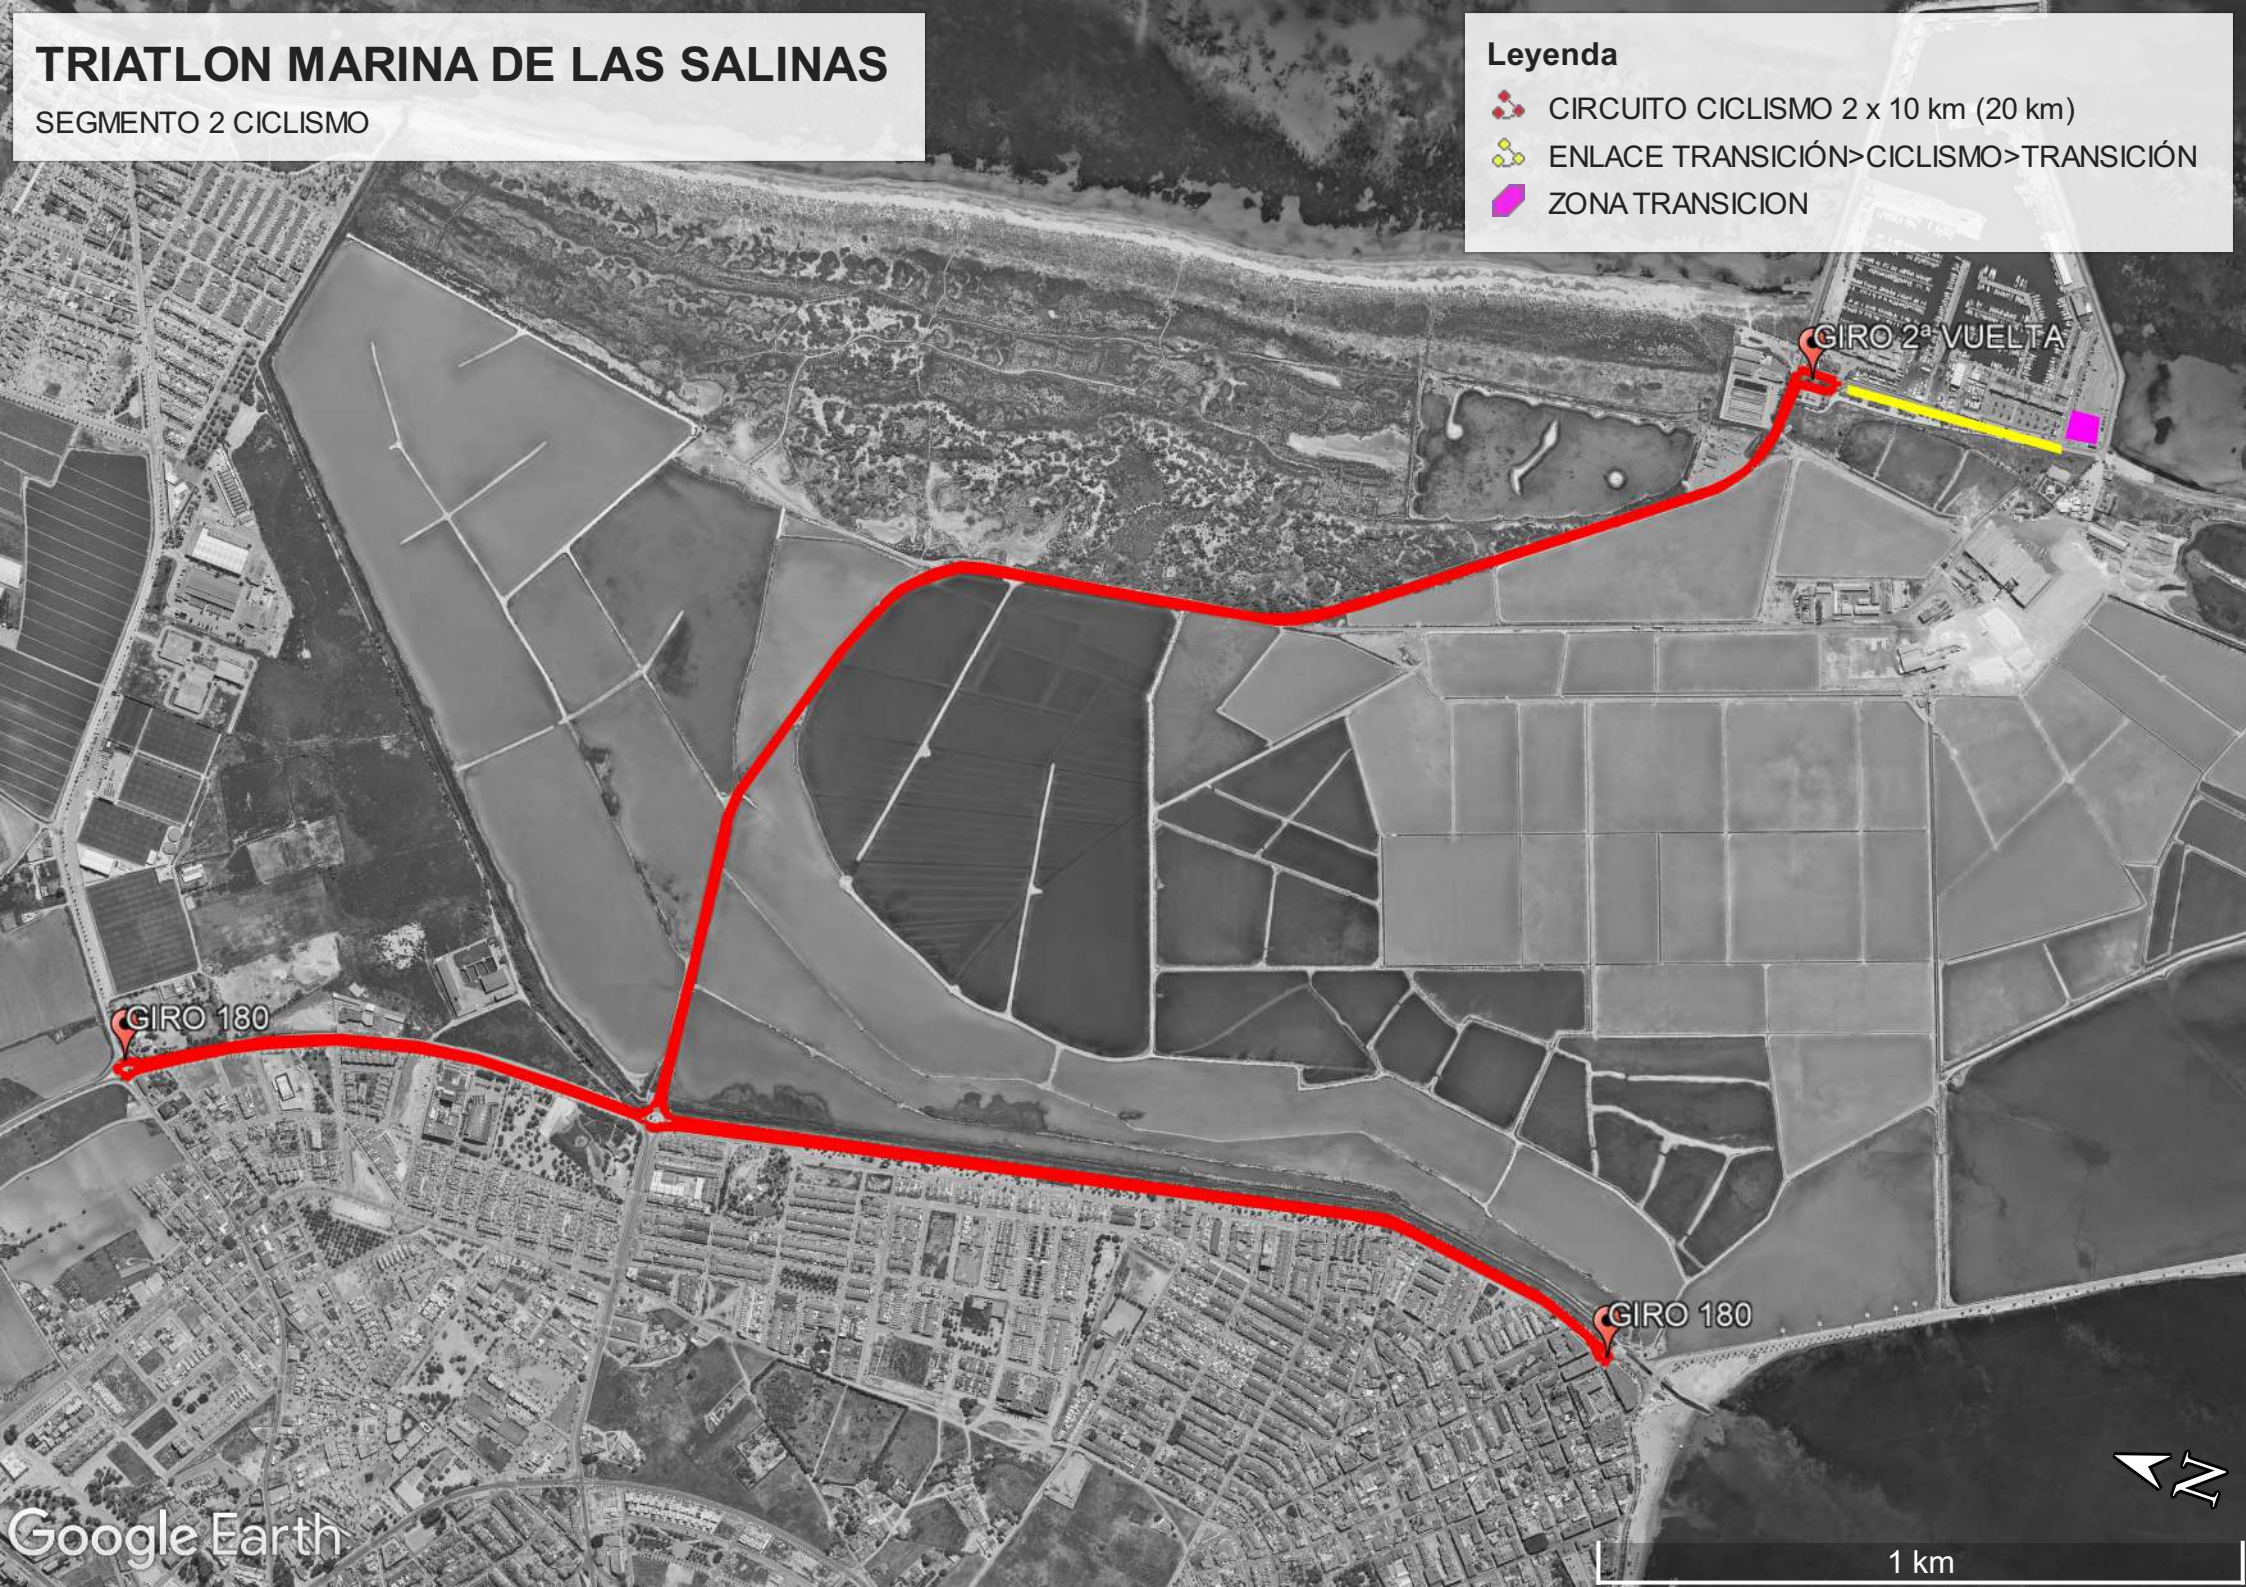 TRIATLON MARINA DE LAS SALINAS
SEGMENTO 2 CICLISMO
Leyenda
CIRCUITO CICLISMO 2 x 10 km (20 km)
ENLACE TRANSICIÓN>CICLISMO>TRANSICIÓN
ZONA TRANSICION
GIRO 2ª VUELTA
GIRO 180
GIRO 180
N
Google Earth
1 km